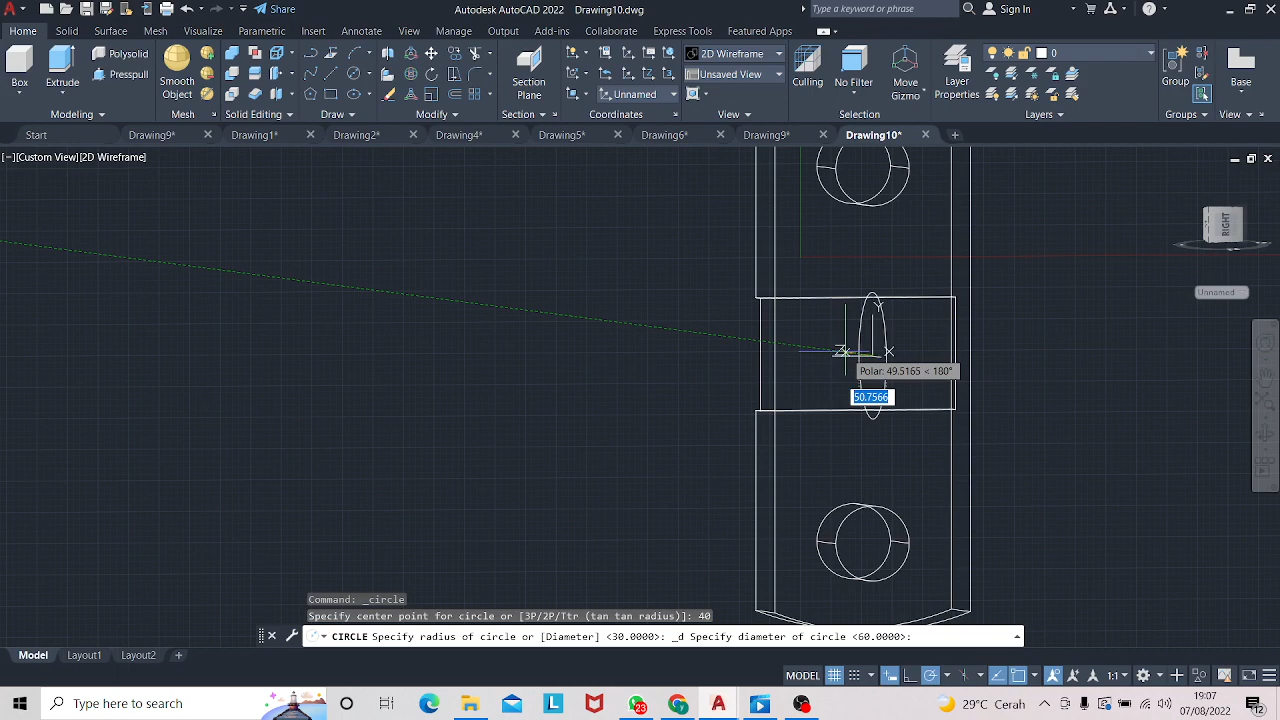 Share
Autodesk AutoCAD 2022 Drawing10.dwg
Type a keyword or phrase
Sign In
Home Solid Surface Mesh Visualize Parametric Insert Annotate View Manage Output Add-ins Collaborate Express Tools Featured Apps
Box
Extrude
Polysolid
Presspull
Smooth Object
Section Plane
2D Wireframe
Unsaved View
Unnamed
Culling
No Filter
Move Gizmo
Layer Properties
0
Group
Base
Modeling
Mesh
Solid Editing
Draw
Modify
Section
Coordinates
View
Selection
Layers
Groups
View
Start Drawing9* Drawing1* Drawing2* Drawing4* Drawing5* Drawing6* Drawing9* Drawing10*
[−][Custom View][2D Wireframe]
RIGHT
Unnamed
Y
Z
Polar: 49.5165 < 180°
50.7566
Command: _circle
Specify center point for circle or [3P/2P/Ttr (tan tan radius)]: 40
CIRCLE Specify radius of circle or [Diameter] <30.0000>: _d Specify diameter of circle <60.0000>:
Model Layout1 Layout2
MODEL
1:1
Type here to search
L
23
A
29°C Cerah
19:07
07/08/2022
12